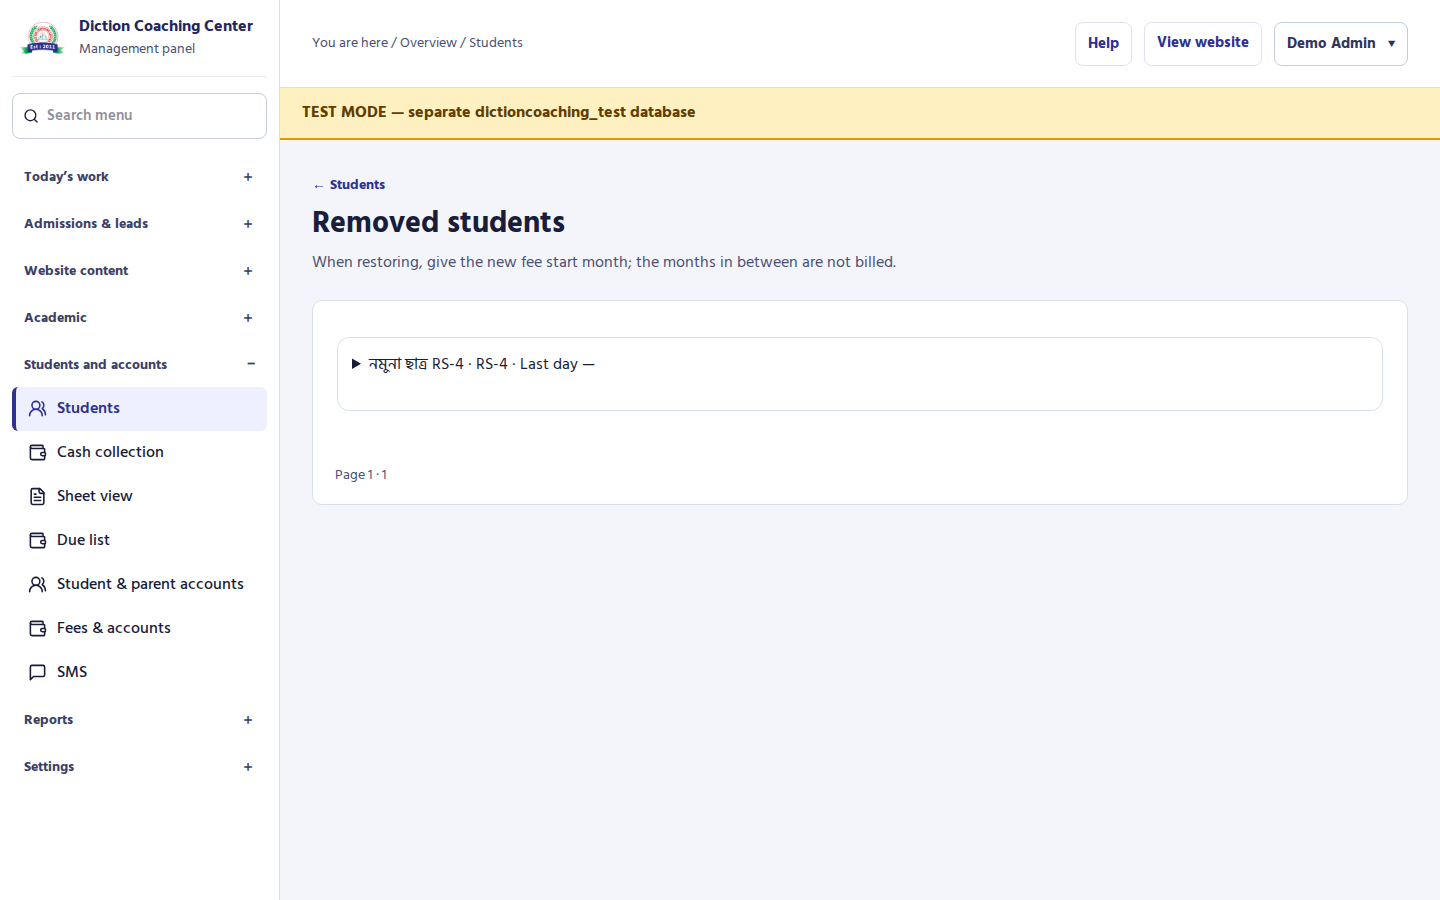 Diction Coaching Center
Management panel
Est : 2011
Search menu
Today’s work +
Admissions & leads +
Website content +
Academic +
Students and accounts −
Students
Cash collection
Sheet view
Due list
Student & parent accounts
Fees & accounts
SMS
Reports +
Settings +
You are here / Overview / Students
Help
View website
Demo Admin ▼
TEST MODE — separate dictioncoaching_test database
← Students
Removed students
When restoring, give the new fee start month; the months in between are not billed.
▶ নমুনা ছাত্র RS-4 · RS-4 · Last day —
Page 1 · 1